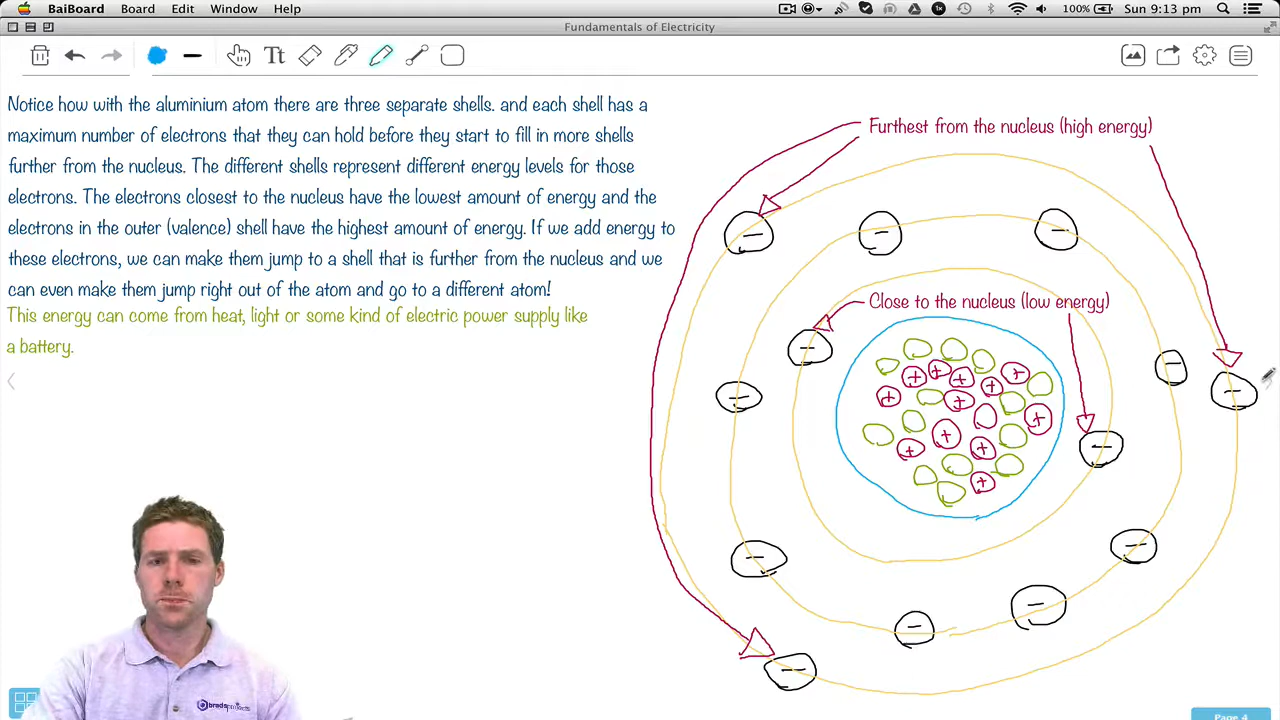 BaiBoard File Board Edit Window Help 1x 100% Sun 9:13 pm
Fundamentals of Electricity
Tt
Notice how with the aluminium atom there are three separate shells. and each shell has a
maximum number of electrons that they can hold before they start to fill in more shells
further from the nucleus. The different shells represent different energy levels for those
electrons. The electrons closest to the nucleus have the lowest amount of energy and the
electrons in the outer (valence) shell have the highest amount of energy. If we add energy to
these electrons, we can make them jump to a shell that is further from the nucleus and we
can even make them jump right out of the atom and go to a different atom!
This energy can come from heat, light or some kind of electric power supply like
a battery.
Furthest from the nucleus (high energy)
Close to the nucleus (low energy)
bradsprojects
Page 4